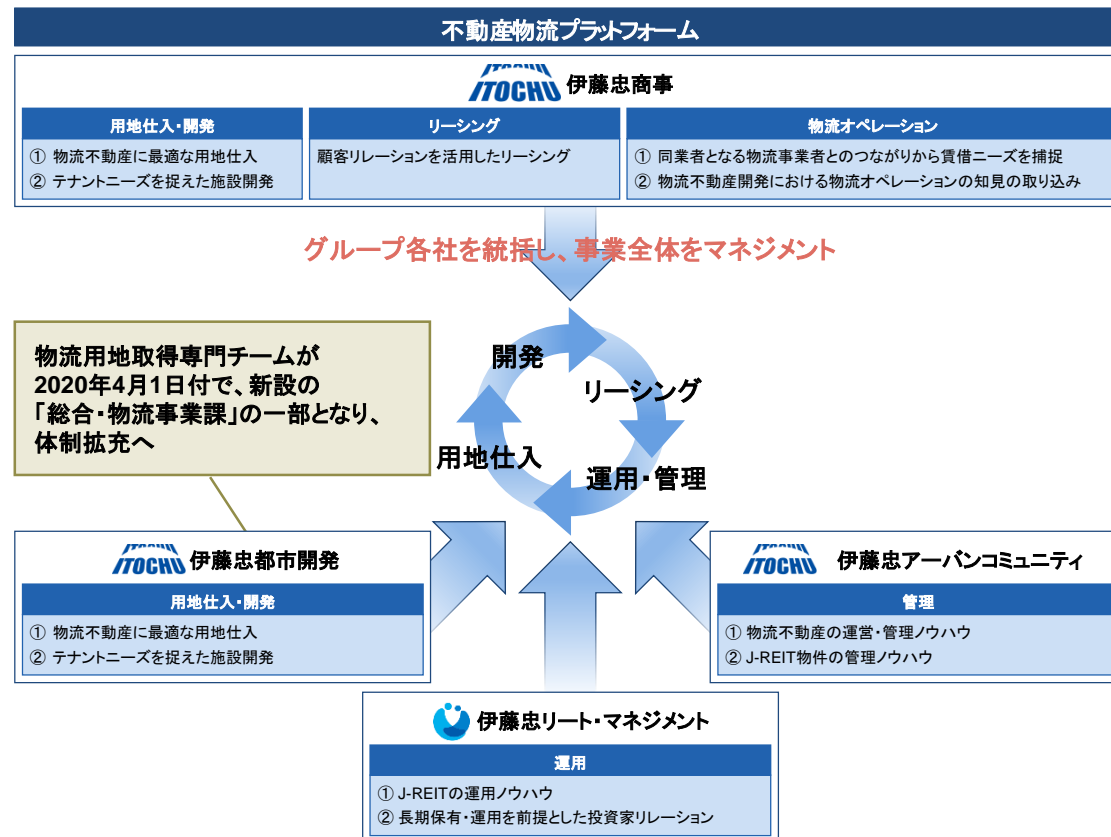 不動産物流プラットフォーム
ITOCHU 伊藤忠商事
用地仕入・開発
① 物流不動産に最適な用地仕入
② テナントニーズを捉えた施設開発
リーシング
顧客リレーションを活用したリーシング
物流オペレーション
① 同業者となる物流事業者とのつながりから賃借ニーズを捕捉
② 物流不動産開発における物流オペレーションの知見の取り込み
グループ各社を統括し、事業全体をマネジメント
物流用地取得専門チームが
2020年4月1日付で、新設の
「総合・物流事業課」の一部となり、
体制拡充へ
開発
リーシング
用地仕入
運用・管理
ITOCHU 伊藤忠都市開発
用地仕入・開発
① 物流不動産に最適な用地仕入
② テナントニーズを捉えた施設開発
ITOCHU 伊藤忠アーバンコミュニティ
管理
① 物流不動産の運営・管理ノウハウ
② J-REIT物件の管理ノウハウ
伊藤忠リート・マネジメント
運用
① J-REITの運用ノウハウ
② 長期保有・運用を前提とした投資家リレーション